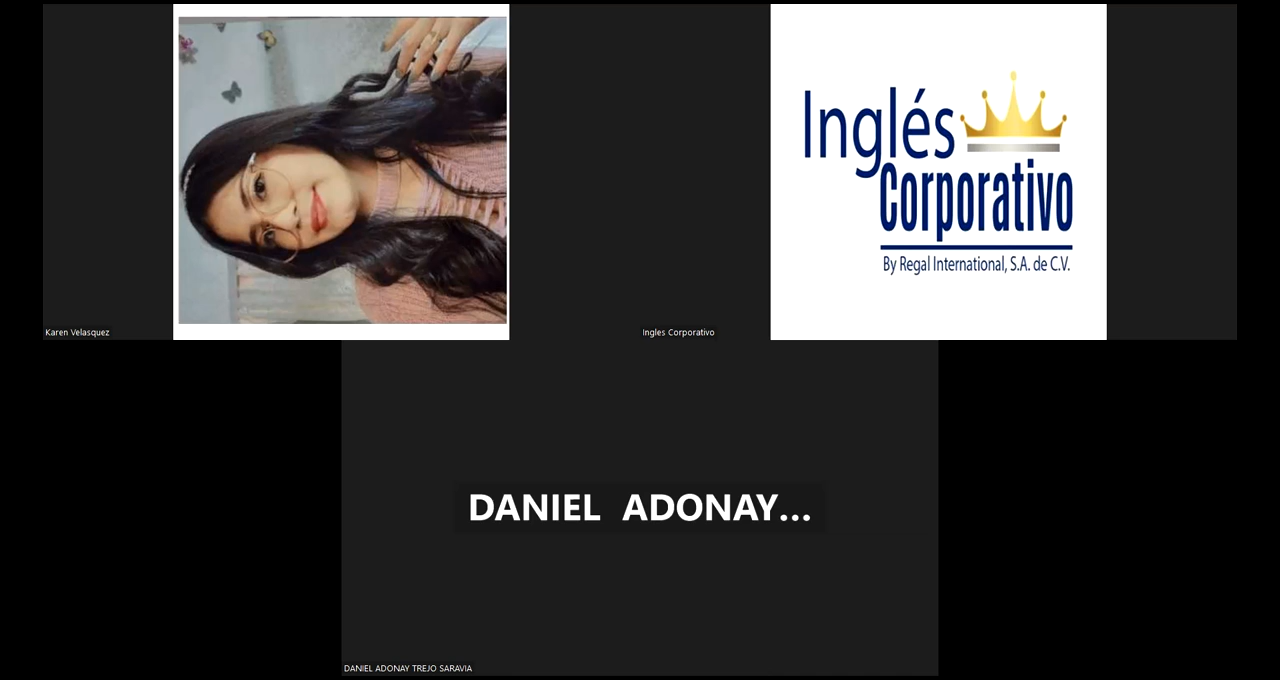 Inglés
Corporativo
By Regal International, S.A. de C.V.
Karen Velasquez
Ingles Corporativo
DANIEL ADONAY...
DANIEL ADONAY TREJO SARAVIA